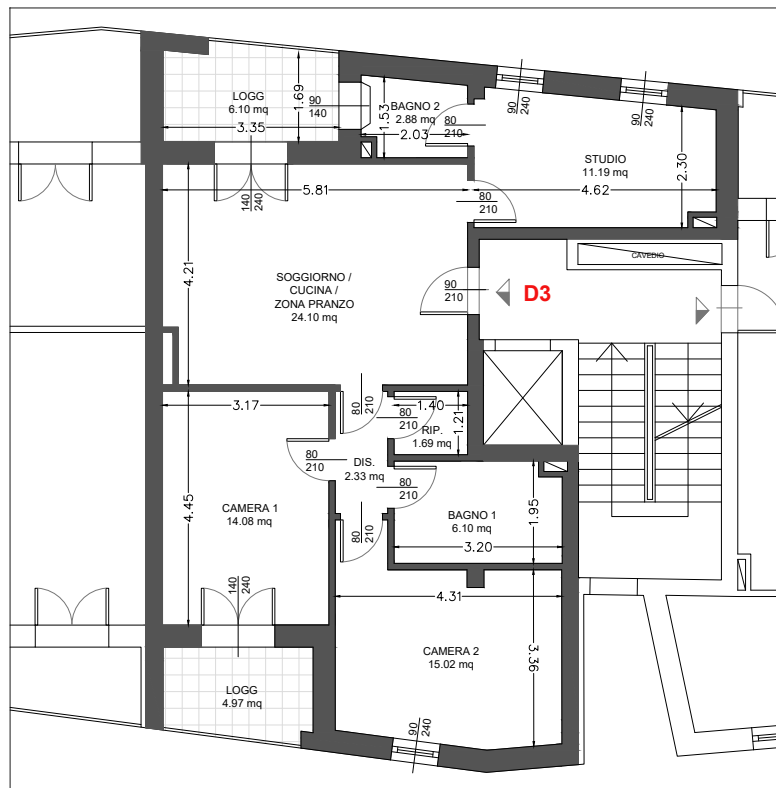 LOGG
6.10 mq
3.35
1.69
90
140
BAGNO 2
2.88 mq
1.53
2.03
80
210
90
240
90
240
STUDIO
11.19 mq
4.62
2.30
5.81
140
240
80
210
4.21
SOGGIORNO /
CUCINA /
ZONA PRANZO
24.10 mq
90
210
D3
CAVEDIO
3.17
80
210
80
210
1.40
1.21
RIP.
1.69 mq
DIS.
2.33 mq
80
210
80
210
4.45
CAMERA 1
14.08 mq
BAGNO 1
6.10 mq
1.95
3.20
80
210
140
240
4.31
CAMERA 2
15.02 mq
3.36
LOGG
4.97 mq
90
240